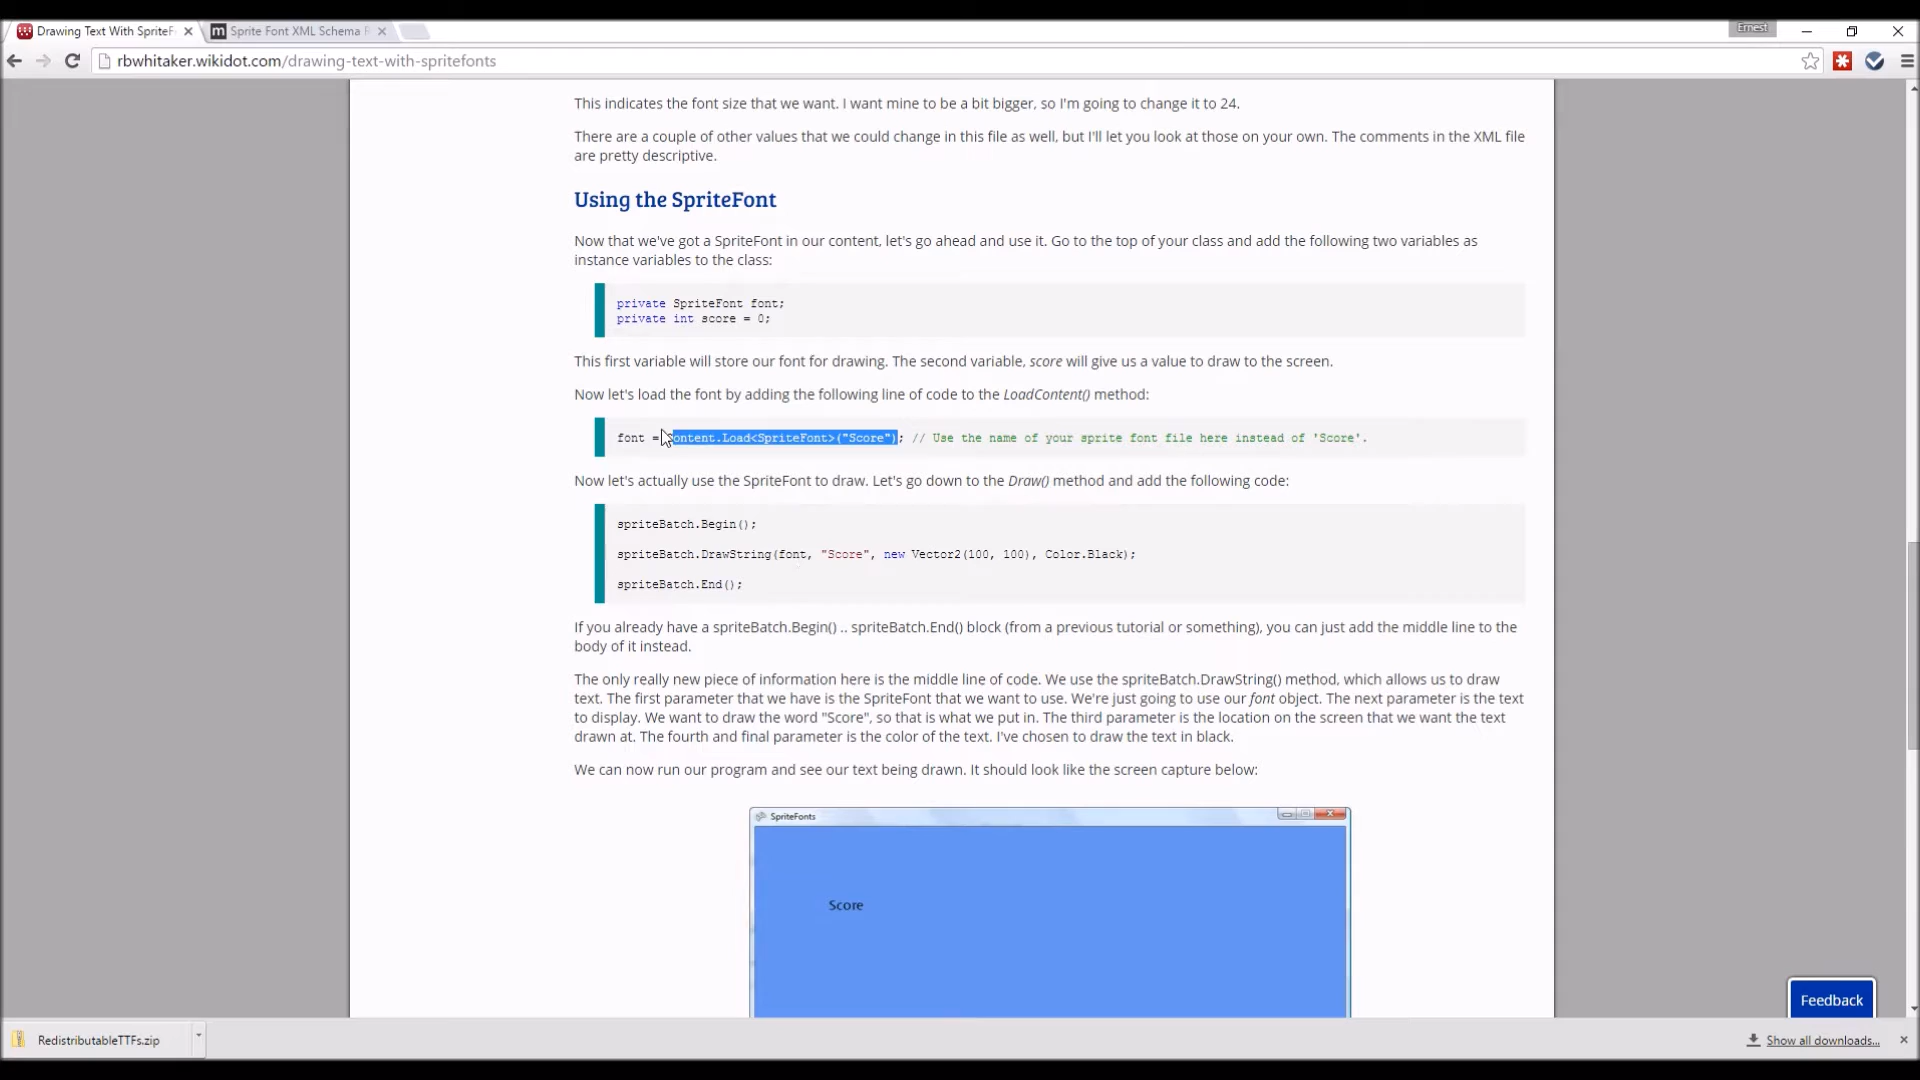 Drawing Text With SpriteF
Sprite Font XML Schema R
Ernest
rbwhitaker.wikidot.com/drawing-text-with-spritefonts
This indicates the font size that we want. I want mine to be a bit bigger, so I'm going to change it to 24.
There are a couple of other values that we could change in this file as well, but I'll let you look at those on your own. The comments in the XML file
are pretty descriptive.
Using the SpriteFont
Now that we've got a SpriteFont in our content, let's go ahead and use it. Go to the top of your class and add the following two variables as
instance variables to the class:
private SpriteFont font;
private int score = 0;
This first variable will store our font for drawing. The second variable, score will give us a value to draw to the screen.
Now let's load the font by adding the following line of code to the LoadContent() method:
font = Content.Load<SpriteFont>("Score"); // Use the name of your sprite font file here instead of 'Score'.
Now let's actually use the SpriteFont to draw. Let's go down to the Draw() method and add the following code:
spriteBatch.Begin();
spriteBatch.DrawString(font, "Score", new Vector2(100, 100), Color.Black);
spriteBatch.End();
If you already have a spriteBatch.Begin() .. spriteBatch.End() block (from a previous tutorial or something), you can just add the middle line to the
body of it instead.
The only really new piece of information here is the middle line of code. We use the spriteBatch.DrawString() method, which allows us to draw
text. The first parameter that we have is the SpriteFont that we want to use. We're just going to use our font object. The next parameter is the text
to display. We want to draw the word "Score", so that is what we put in. The third parameter is the location on the screen that we want the text
drawn at. The fourth and final parameter is the color of the text. I've chosen to draw the text in black.
We can now run our program and see our text being drawn. It should look like the screen capture below:
SpriteFonts
Score
Feedback
RedistributableTTFs.zip
Show all downloads...